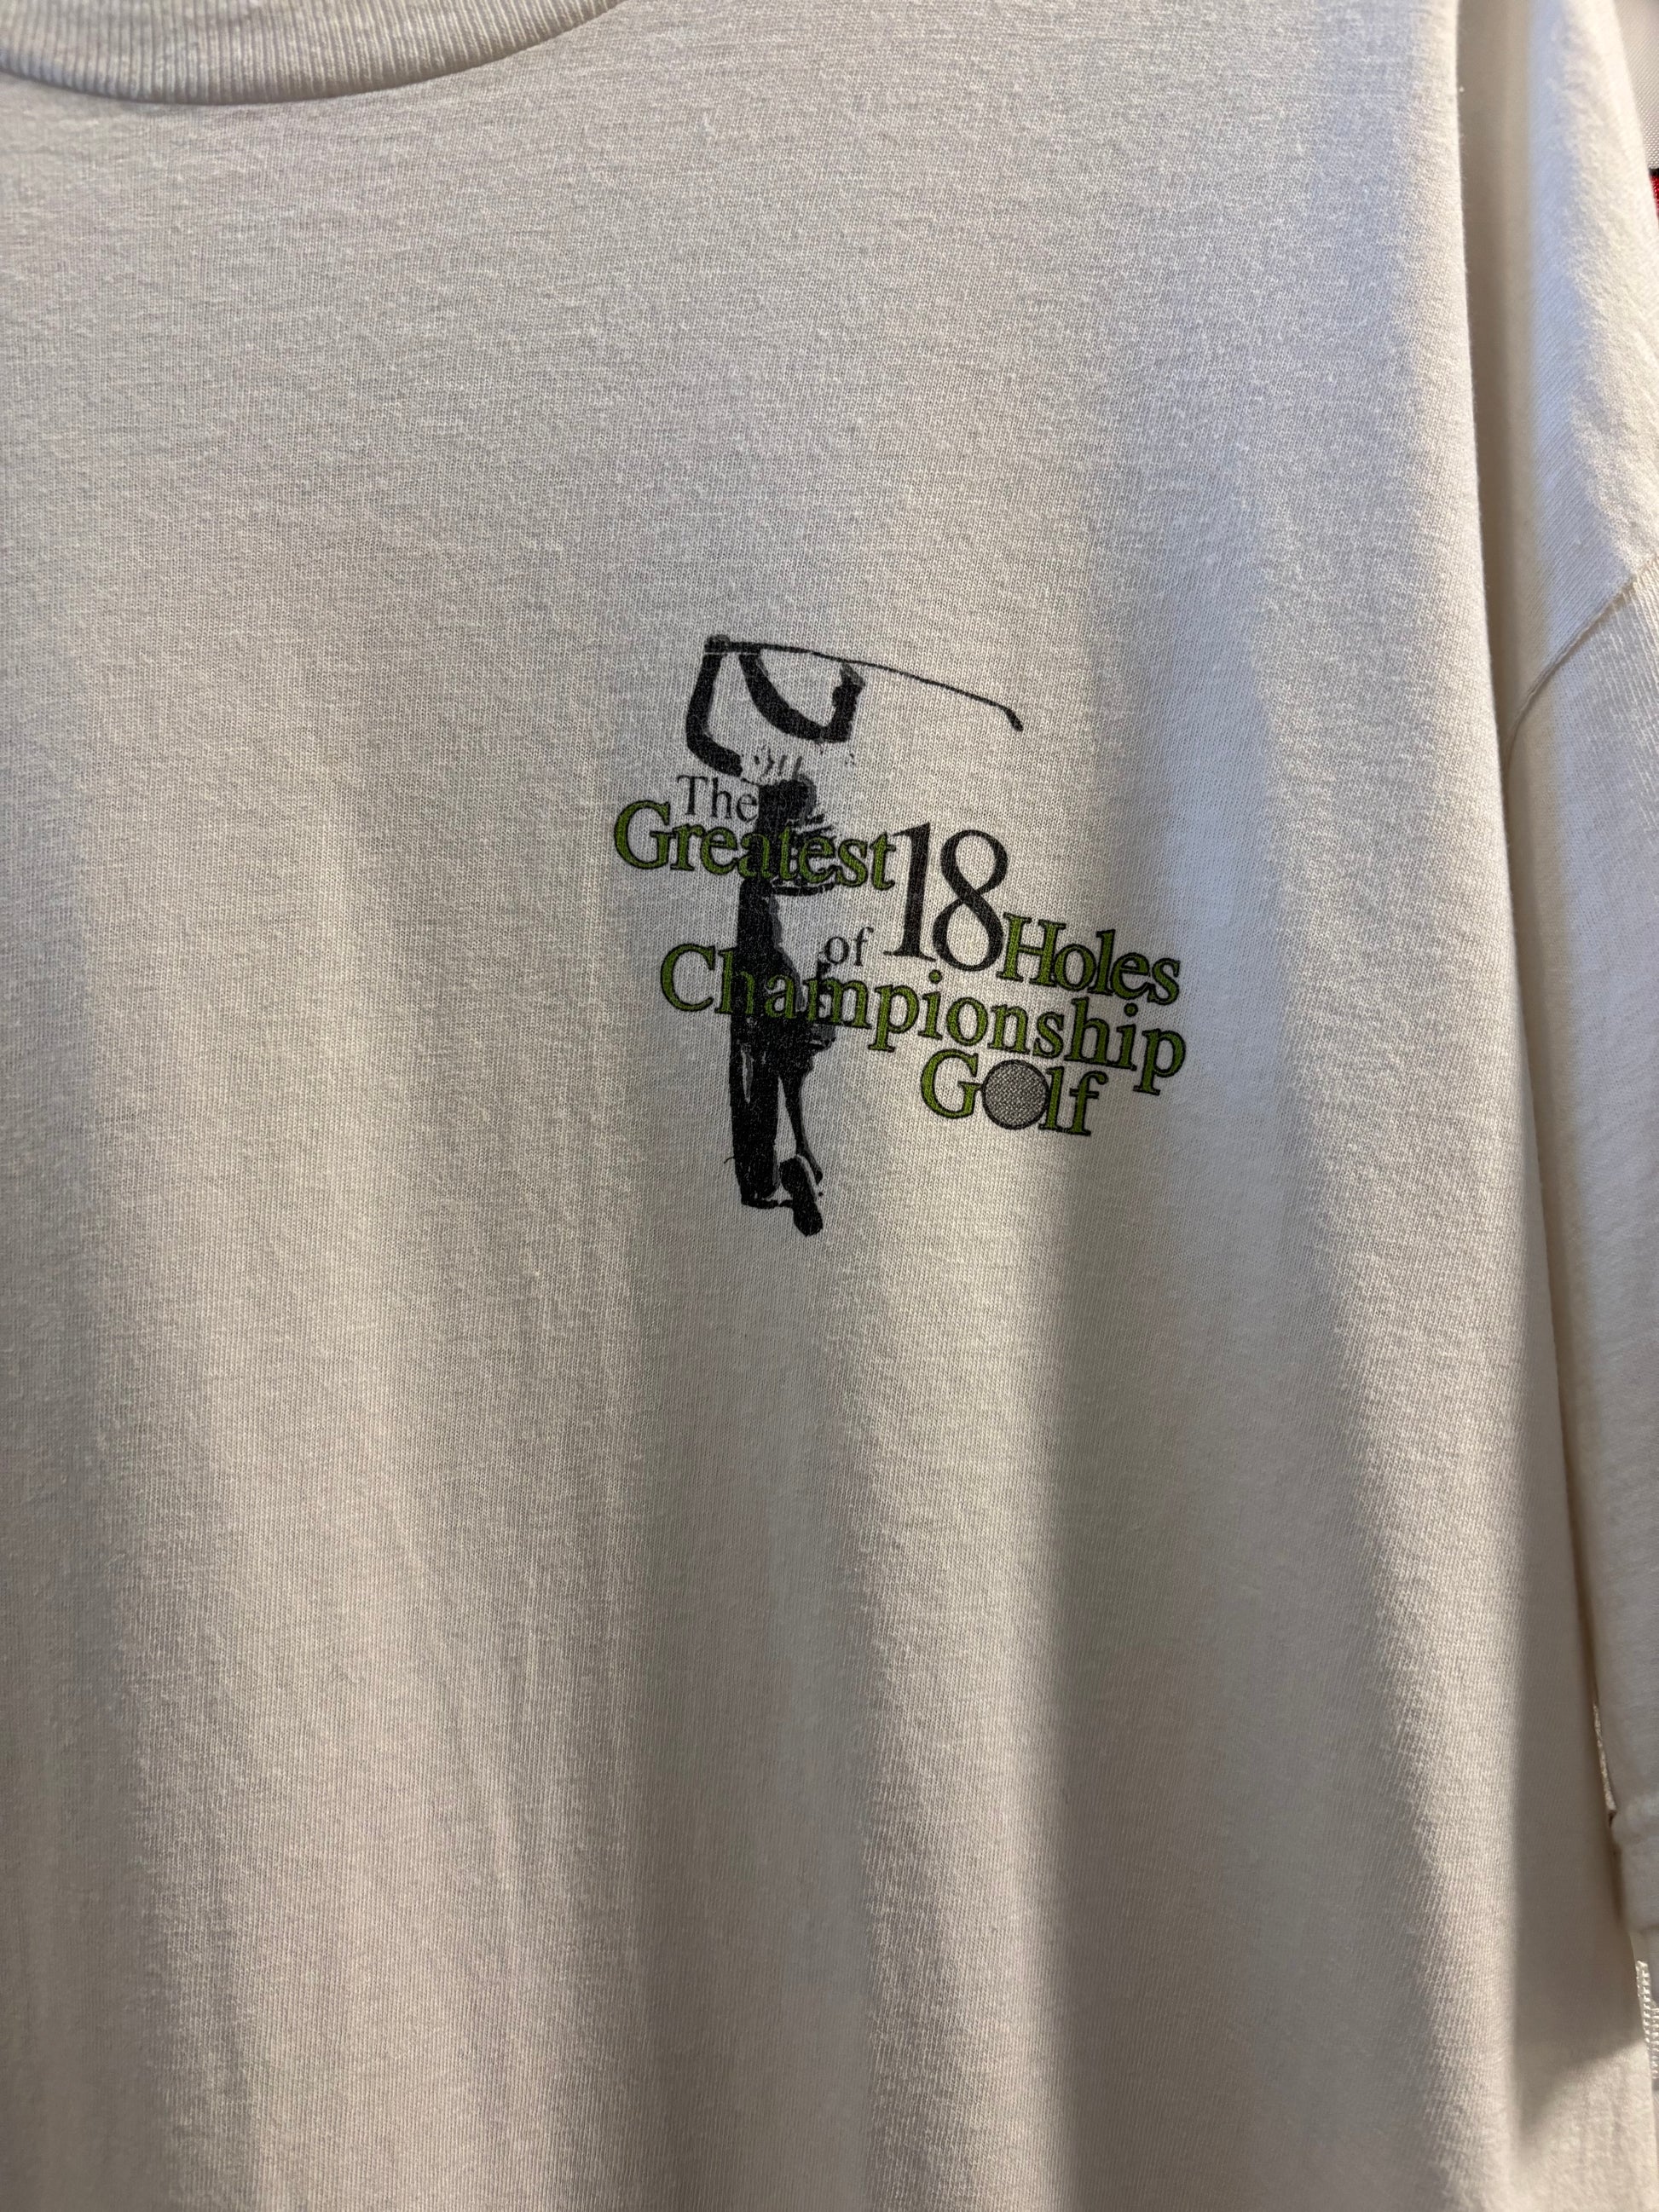 The
Greatest 18 Holes
of
Championship
Golf